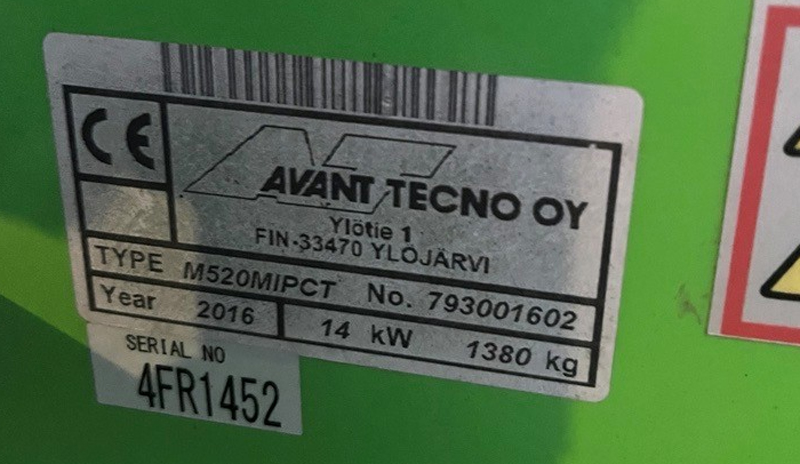 CE
AVANT TECNO OY
Ylötie 1
FIN-33470 YLÖJÄRVI
TYPE M520MIPCT No. 793001602
Year 2016 14 kW 1380 kg
SERIAL NO
4FR1452